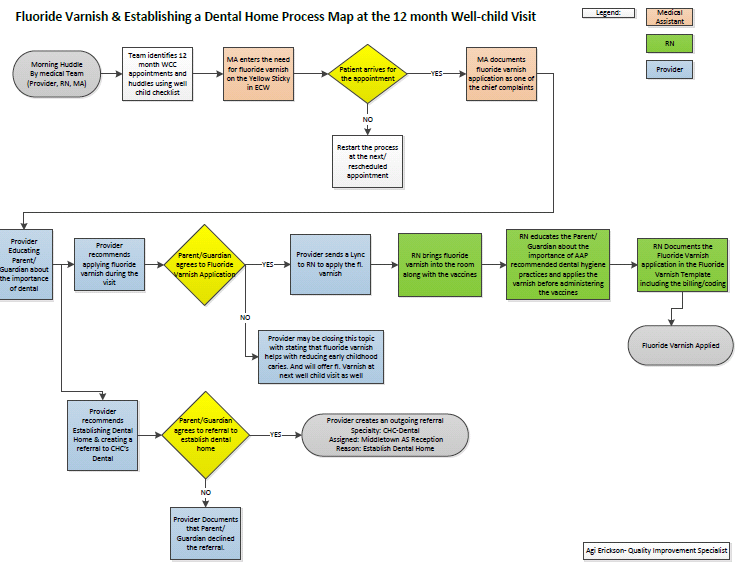 Fluoride Varnish & Establishing a Dental Home Process Map at the 12 month Well-child Visit
Legend:
Medical
Assistant
RN
Provider
Morning Huddle
By medical Team
(Provider, RN, MA)
Team identifies 12
month WCC
appointments and
huddles using well
child checklist
MA enters the need
for fluoride varnish
on the Yellow Sticky
in ECW
Patient arrives for
the appointment
YES
MA documents
fluoride varnish
application as one of
the chief complaints
NO
Restart the process
at the next/
rescheduled
appointment
Provider
Educating
Parent/
Guardian about
the importance
of dental
Provider
recommends
applying fluoride
varnish during the
visit
Parent/Guardian
agrees to Fluoride
Varnish Application
YES
Provider sends a Lync
to RN to apply the fl.
varnish
RN brings fluoride
varnish into the room
along with the vaccines
RN educates the Parent/
Guardian about the
importance of AAP
recommended dental hygiene
practices and applies the
varnish before administering
the vaccines
RN Documents the
Fluoride Varnish
application in the Fluoride
Varnish Template
including the billing/coding
NO
Provider may be closing this topic
with stating that fluoride varnish
helps with reducing early childhood
caries. And will offer fl. Varnish at
next well child visit as well
Fluoride Varnish Applied
Provider
recommends
Establishing Dental
Home & creating a
referral to CHC's
Dental
Parent/Guardian
agrees to referral to
establish dental
home
YES
Provider creates an outgoing referral
Specialty: CHC-Dental
Assigned: Middletown AS Reception
Reason: Establish Dental Home
NO
Provider Documents
that Parent/
Guardian declined
the referral.
Agi Erickson- Quality Improvement Specialist